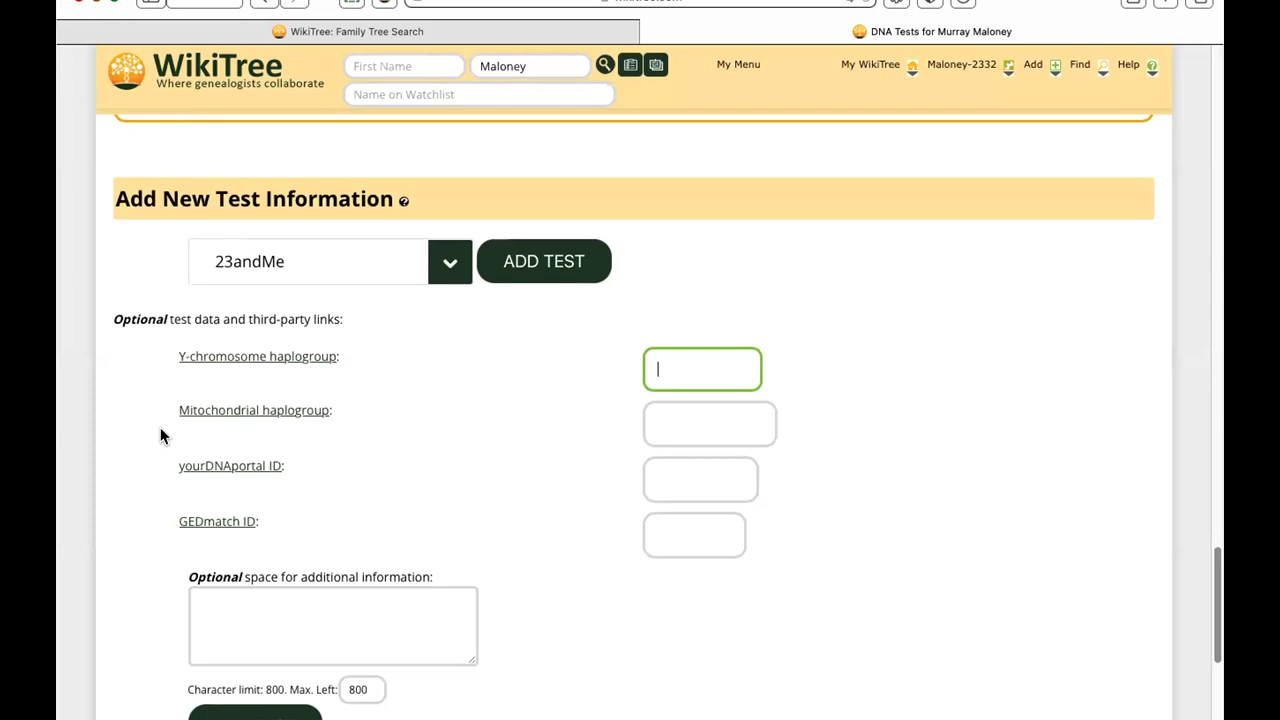 WikiTree: Family Tree Search
DNA Tests for Murray Maloney
WikiTree
Where genealogists collaborate
First Name
Maloney
My Menu
My WikiTree
Maloney-2332
Add
Find
Help
Name on Watchlist
Add New Test Information
23andMe
ADD TEST
Optional test data and third-party links:
Y-chromosome haplogroup:
Mitochondrial haplogroup:
yourDNAportal ID:
GEDmatch ID:
Optional space for additional information:
Character limit: 800. Max. Left: 800